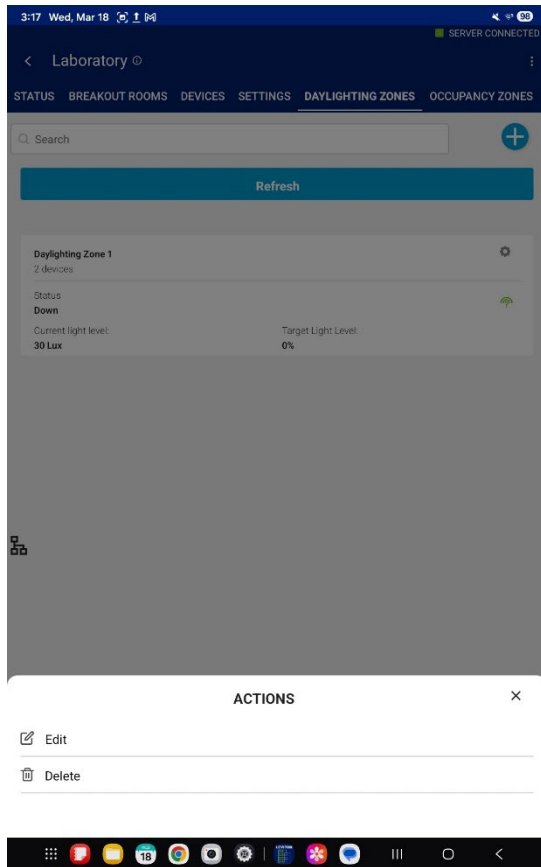 3:17 Wed, Mar 18
98
SERVER CONNECTED
Laboratory
STATUS BREAKOUT ROOMS DEVICES SETTINGS DAYLIGHTING ZONES OCCUPANCY ZONES
Search
Refresh
Daylighting Zone 1
2 devices
Status
Down
Current light level: Target Light Level:
30 Lux 0%
ACTIONS
Edit
Delete
18